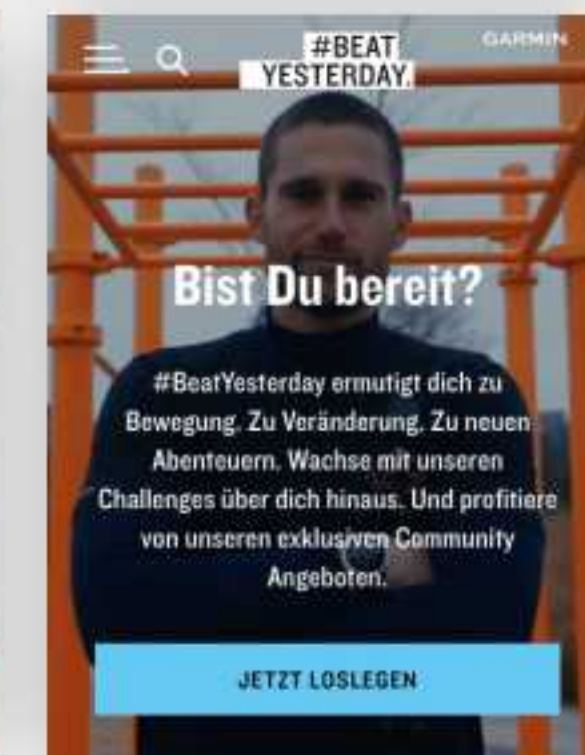 #BEAT
YESTERDAY.
GARMIN
Bist Du bereit?
#BeatYesterday ermutigt dich zu
Bewegung. Zu Veränderung. Zu neuen
Abenteuern. Wachse mit unseren
Challenges über dich hinaus. Und profitiere
von unseren exklusiven Community
Angeboten.
JETZT LOSLEGEN